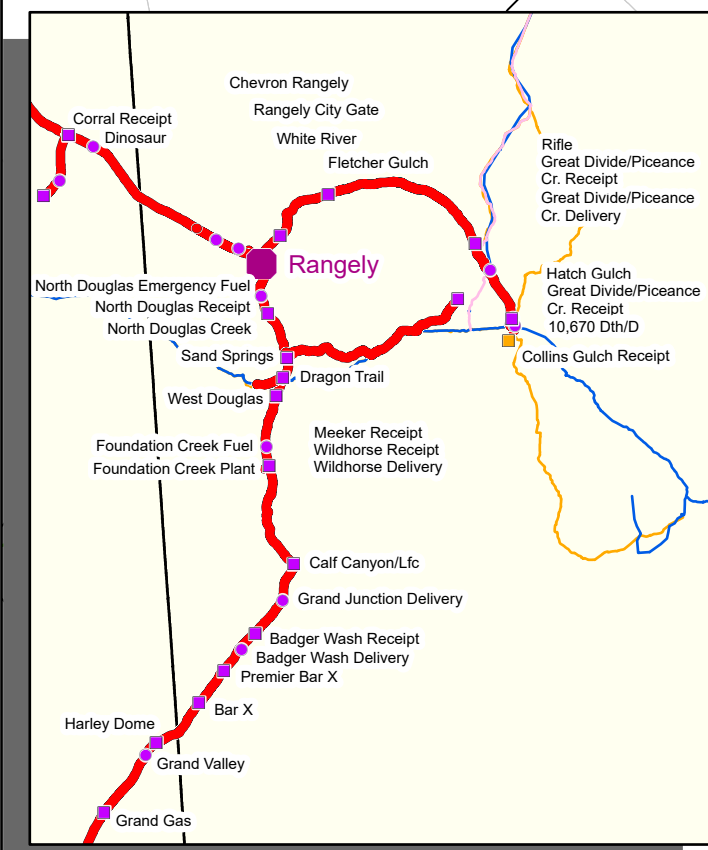 Chevron Rangely
Rangely City Gate
Corral Receipt
Dinosaur
White River
Fletcher Gulch
Rifle
Great Divide/Piceance
Cr. Receipt
Great Divide/Piceance
Cr. Delivery
Rangely
Hatch Gulch
Great Divide/Piceance
Cr. Receipt
10,670 Dth/D
North Douglas Emergency Fuel
North Douglas Receipt
North Douglas Creek
Sand Springs
Collins Gulch Receipt
Dragon Trail
West Douglas
Meeker Receipt
Wildhorse Receipt
Wildhorse Delivery
Foundation Creek Fuel
Foundation Creek Plant
Calf Canyon/Lfc
Grand Junction Delivery
Badger Wash Receipt
Badger Wash Delivery
Premier Bar X
Bar X
Harley Dome
Grand Valley
Grand Gas